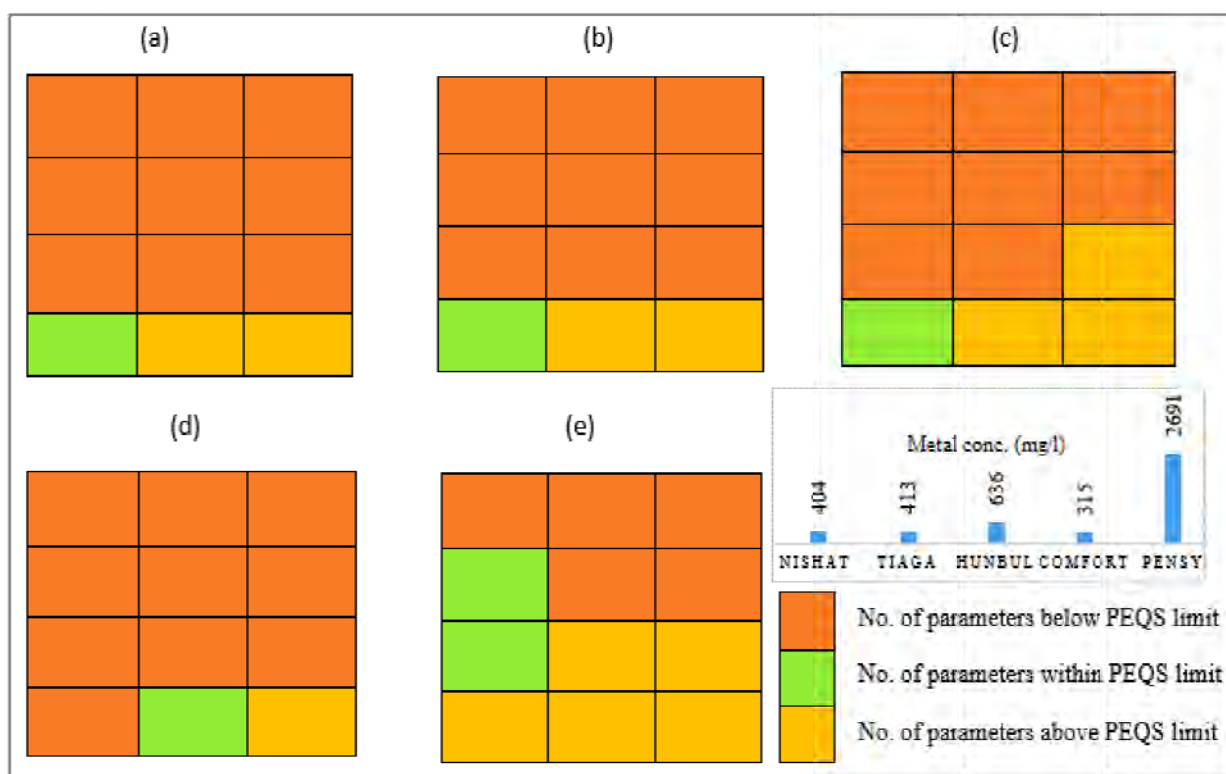 (a)
(b)
(c)
(d)
(e)
Metal conc. (mg/l)
404
413
636
315
2691
NISHAT TIAGA HUNBUL COMFORT PENSY
No. of parameters below PEQS limit
No. of parameters within PEQS limit
No. of parameters above PEQS limit